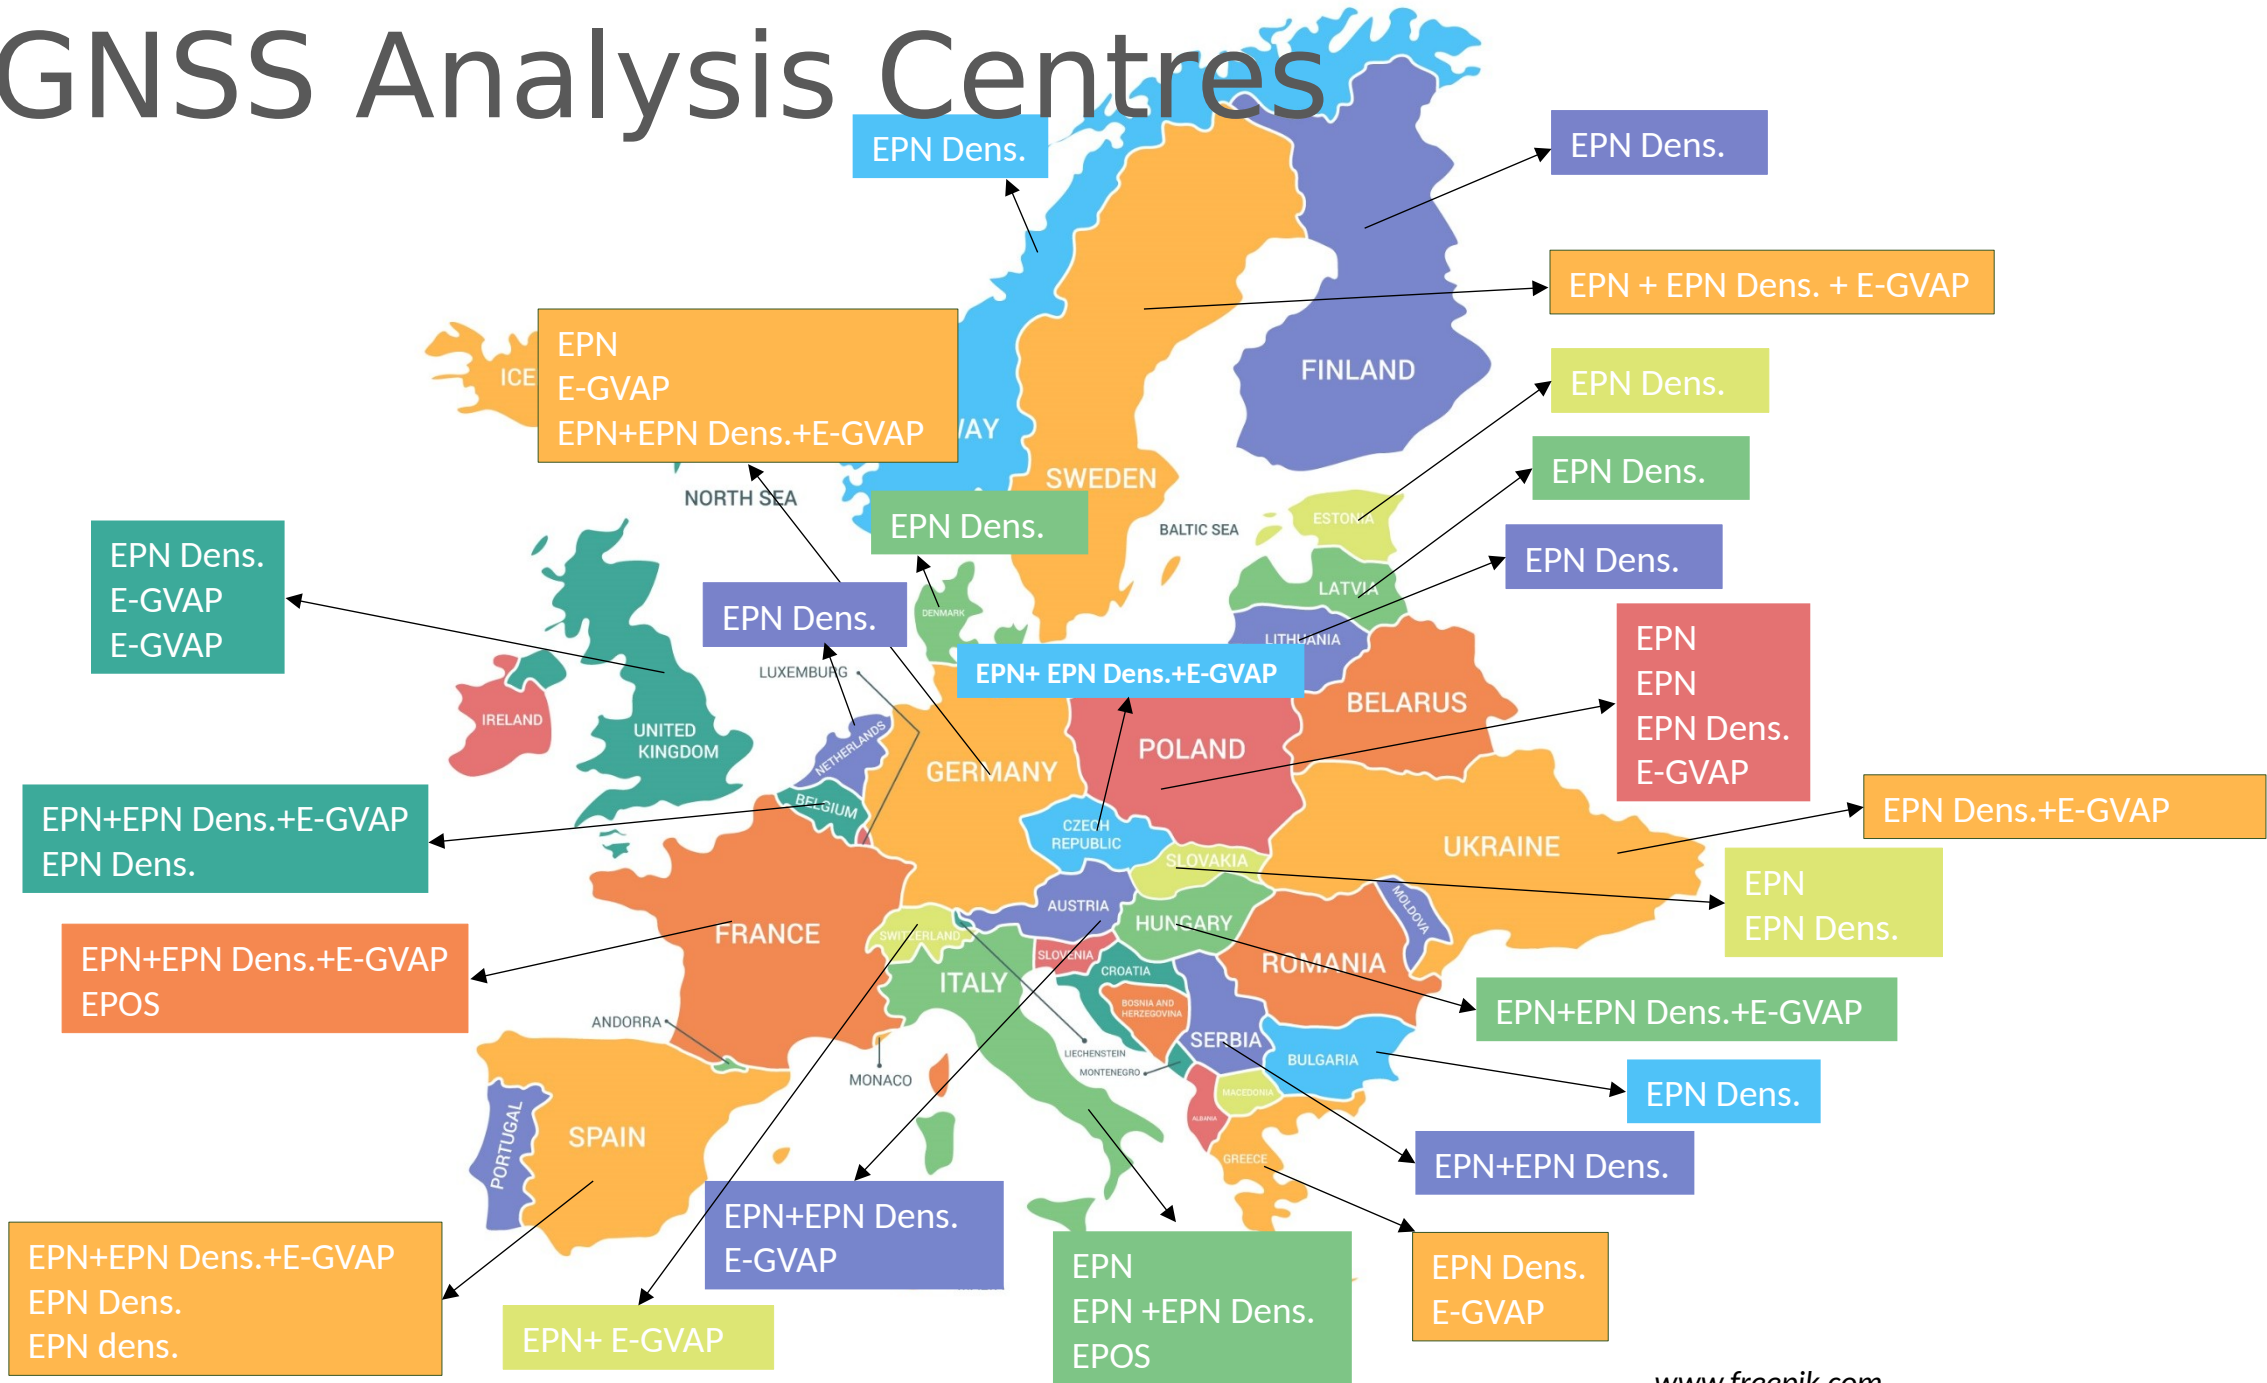 GNSS Analysis Centres
EPN Dens.
EPN Dens.
EPN + EPN Dens. + E-GVAP
EPN
E-GVAP
EPN+EPN Dens.+E-GVAP
ICE
WAY
FINLAND
EPN Dens.
SWEDEN
EPN Dens.
NORTH SEA
EPN Dens.
BALTIC SEA
ESTONIA
EPN Dens.
EPN Dens.
E-GVAP
E-GVAP
LATVIA
DENMARK
EPN Dens.
LITHUANIA
EPN
EPN
EPN Dens.
E-GVAP
LUXEMBURG
EPN+ EPN Dens.+E-GVAP
BELARUS
IRELAND
UNITED
KINGDOM
NETHERLANDS
POLAND
GERMANY
BELGIUM
EPN Dens.+E-GVAP
EPN+EPN Dens.+E-GVAP
EPN Dens.
CZECH
REPUBLIC
UKRAINE
SLOVAKIA
EPN
EPN Dens.
AUSTRIA
MOLDOVA
HUNGARY
FRANCE
SWITZERLAND
EPN+EPN Dens.+E-GVAP
EPOS
SLOVENIA
ROMANIA
CROATIA
ITALY
BOSNIA AND
HERZEGOVINA
EPN+EPN Dens.+E-GVAP
ANDORRA
SERBIA
LIECHENSTEIN
BULGARIA
MONACO
MONTENEGRO
MACEDONIA
EPN Dens.
ALBANIA
PORTUGAL
SPAIN
GREECE
EPN+EPN Dens.
EPN+EPN Dens.
E-GVAP
EPN+EPN Dens.+E-GVAP
EPN Dens.
EPN dens.
EPN+ E-GVAP
EPN
EPN +EPN Dens.
EPOS
EPN Dens.
E-GVAP
www.freepik.com